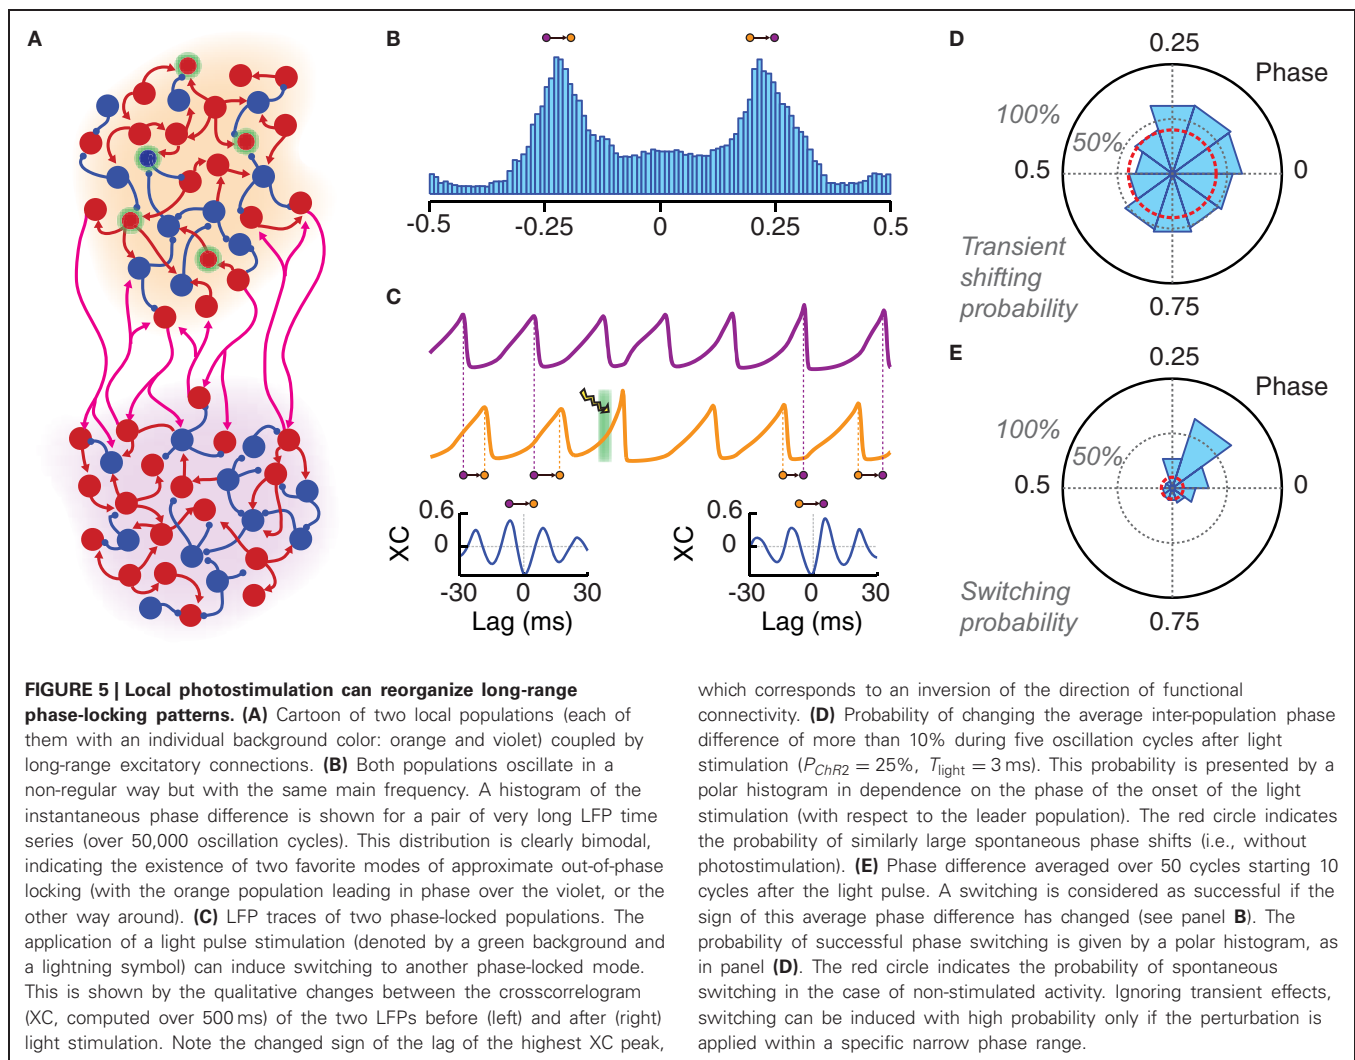 A
B
-0.5
-0.25
0
0.25
0.5
C
XC
0.6
0
-30
0
30
Lag (ms)
XC
0.6
0
-30
0
30
Lag (ms)
D
0.25
Phase
100%
50%
0.5
0
Transient
shifting
probability
0.75
E
0.25
Phase
100%
50%
0.5
0
Switching
probability
0.75
FIGURE 5 | Local photostimulation can reorganize long-range
phase-locking patterns. (A) Cartoon of two local populations (each of
them with an individual background color: orange and violet) coupled by
long-range excitatory connections. (B) Both populations oscillate in a
non-regular way but with the same main frequency. A histogram of the
instantaneous phase difference is shown for a pair of very long LFP time
series (over 50,000 oscillation cycles). This distribution is clearly bimodal,
indicating the existence of two favorite modes of approximate out-of-phase
locking (with the orange population leading in phase over the violet, or the
other way around). (C) LFP traces of two phase-locked populations. The
application of a light pulse stimulation (denoted by a green background and
a lightning symbol) can induce switching to another phase-locked mode.
This is shown by the qualitative changes between the crosscorrelogram
(XC, computed over 500 ms) of the two LFPs before (left) and after (right)
light stimulation. Note the changed sign of the lag of the highest XC peak,
which corresponds to an inversion of the direction of functional
connectivity. (D) Probability of changing the average inter-population phase
difference of more than 10% during five oscillation cycles after light
stimulation (P_ChR2 = 25%, T_light = 3 ms). This probability is presented by a
polar histogram in dependence on the phase of the onset of the light
stimulation (with respect to the leader population). The red circle indicates
the probability of similarly large spontaneous phase shifts (i.e., without
photostimulation). (E) Phase difference averaged over 50 cycles starting 10
cycles after the light pulse. A switching is considered as successful if the
sign of this average phase difference has changed (see panel B). The
probability of successful phase switching is given by a polar histogram, as
in panel (D). The red circle indicates the probability of spontaneous
switching in the case of non-stimulated activity. Ignoring transient effects,
switching can be induced with high probability only if the perturbation is
applied within a specific narrow phase range.